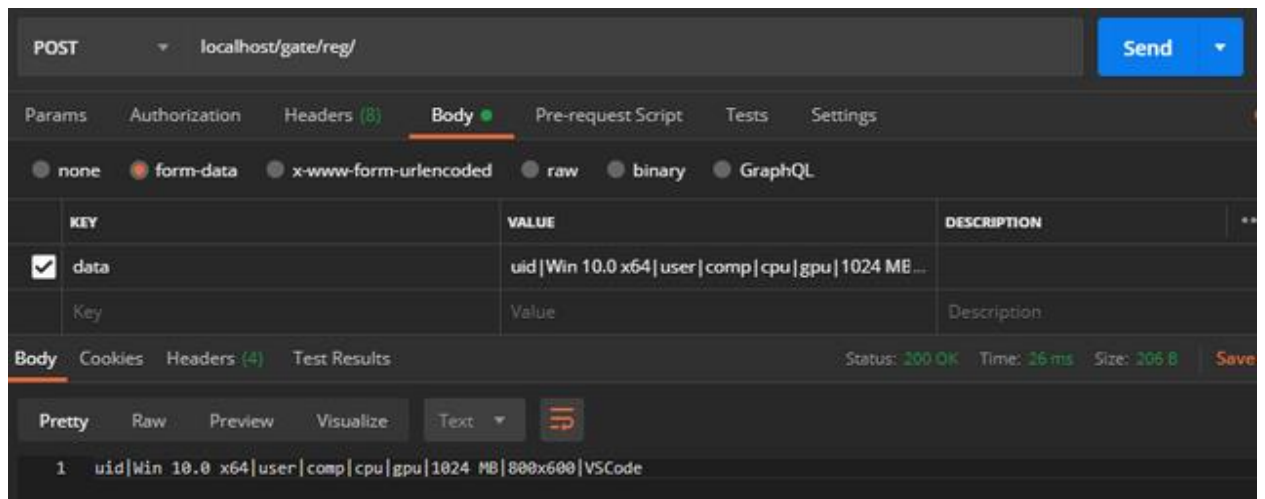 POST localhost/gate/reg/ Send
Params Authorization Headers (8) Body Pre-request Script Tests Settings
none form-data x-www-form-urlencoded raw binary GraphQL
KEY VALUE DESCRIPTION
data uid|Win 10.0 x64|user|comp|cpu|gpu|1024 MB...
Key Value Description
Body Cookies Headers (4) Test Results Status: 200 OK Time: 26 ms Size: 206 B Save
Pretty Raw Preview Visualize Text
1 uid|Win 10.0 x64|user|comp|cpu|gpu|1024 MB|800x600|VSCode